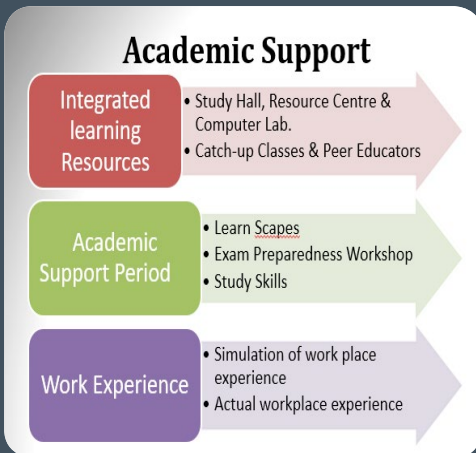 Academic Support
Integrated
learning
Resources
• Study Hall, Resource Centre &
Computer Lab.
• Catch-up Classes & Peer Educators
Academic
Support Period
• Learn Scapes
• Exam Preparedness Workshop
• Study Skills
Work Experience
• Simulation of work place
experience
• Actual workplace experience